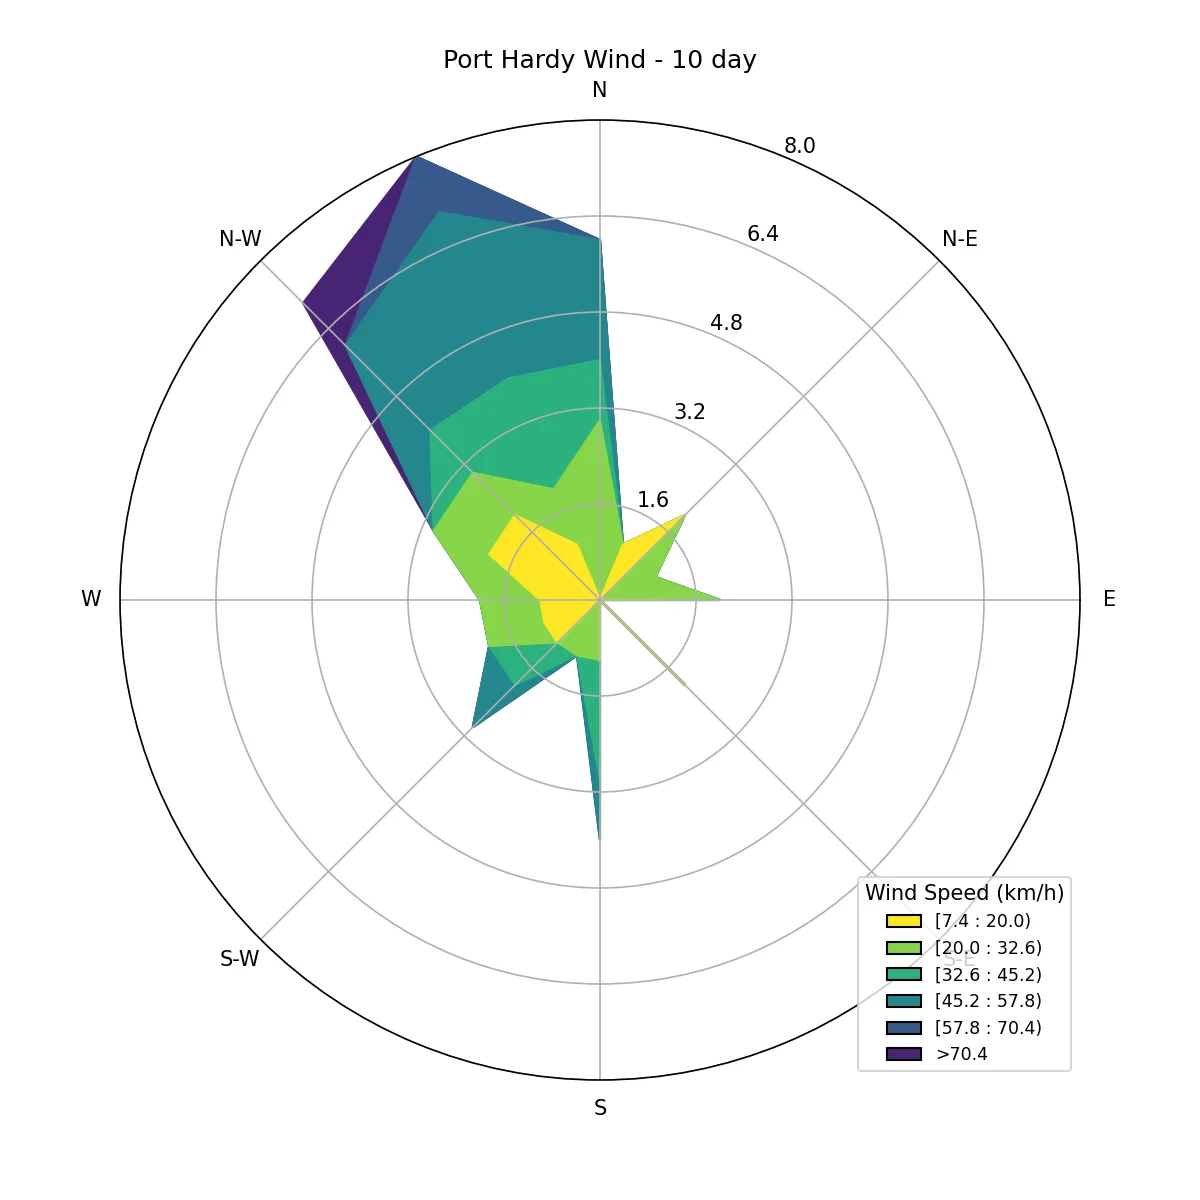 Port Hardy Wind - 10 day
N
8.0
N-W
6.4
N-E
4.8
3.2
1.6
W
E
S-W
S-E
S
Wind Speed (km/h)
[7.4 : 20.0)
[20.0 : 32.6)
[32.6 : 45.2)
[45.2 : 57.8)
[57.8 : 70.4)
>70.4